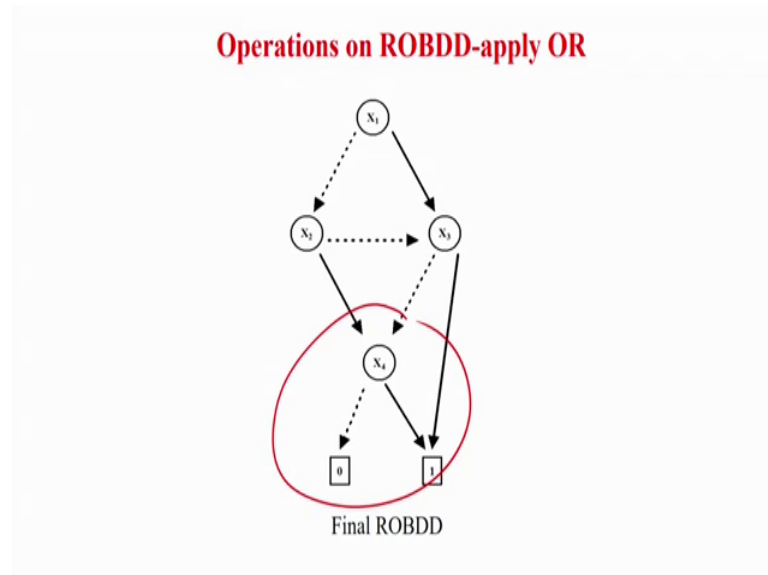 Operations on ROBDD-apply OR
X₁
X₂
X₃
X₄
0
1
Final ROBDD